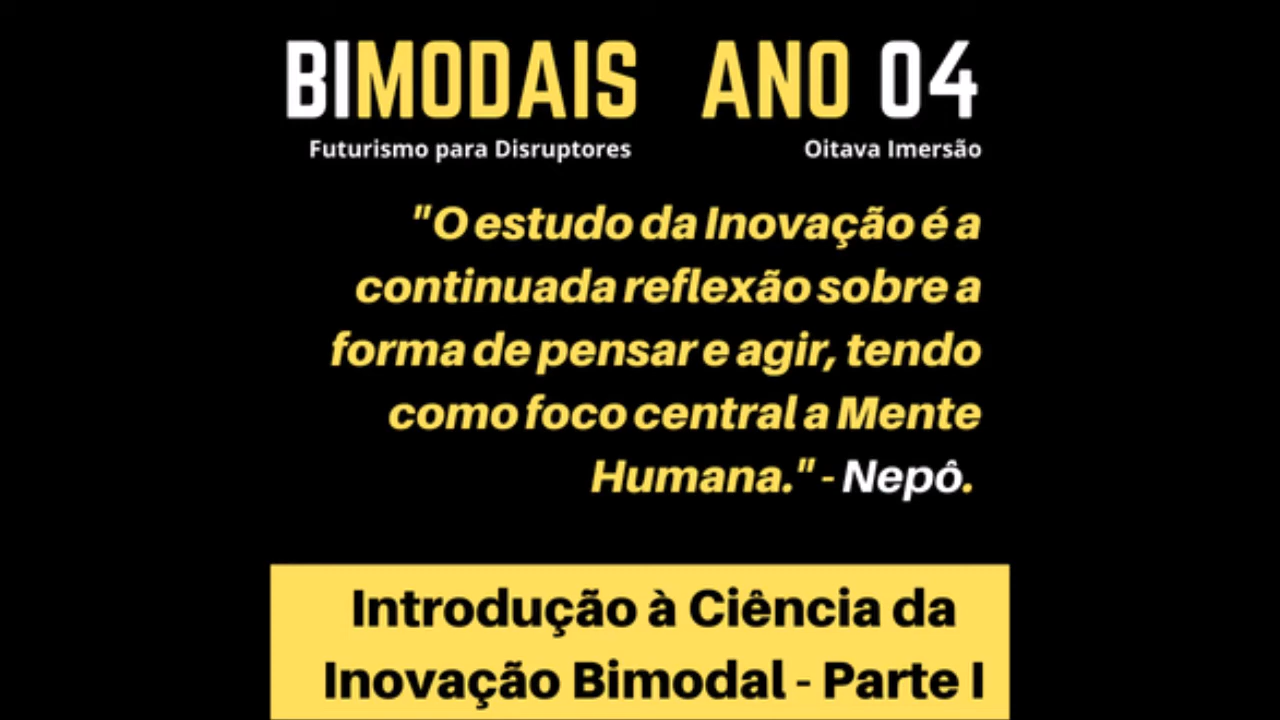 BIMODAIS ANO 04
Futurismo para Disruptores Oitava Imersão
"O estudo da Inovação é a
continuada reflexão sobre a
forma de pensar e agir, tendo
como foco central a Mente
Humana." - Nepô.
Introdução à Ciência da
Inovação Bimodal - Parte I